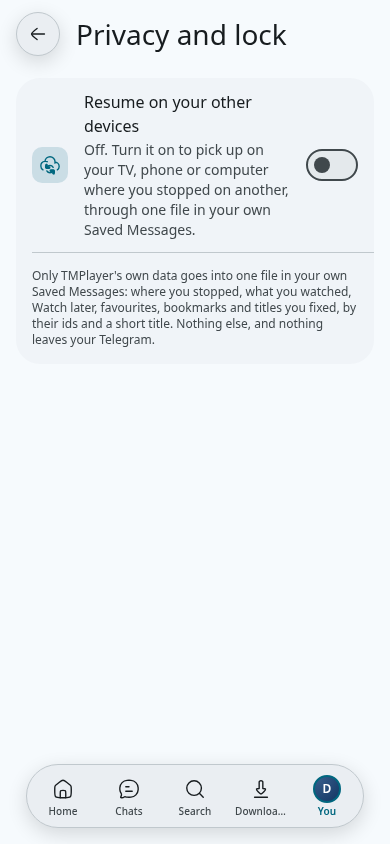 Privacy and lock
Resume on your other
devices
Off. Turn it on to pick up on
your TV, phone or computer
where you stopped on another,
through one file in your own
Saved Messages.
Only TMPlayer's own data goes into one file in your own
Saved Messages: where you stopped, what you watched,
Watch later, favourites, bookmarks and titles you fixed, by
their ids and a short title. Nothing else, and nothing
leaves your Telegram.
D
Home
Chats
Search
Downloa...
You